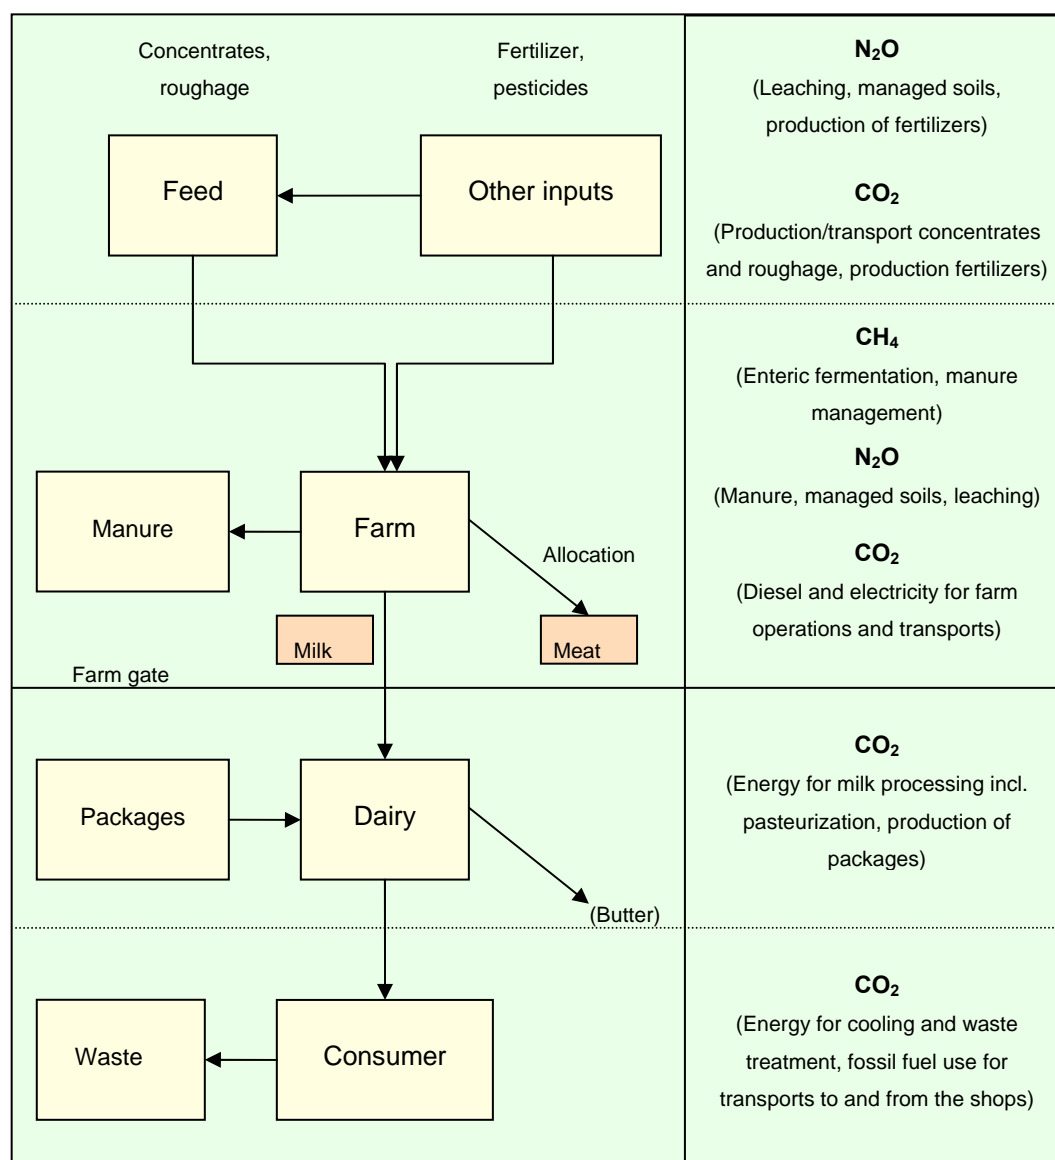 Concentrates,
roughage
Fertilizer,
pesticides
Feed
Other inputs
N₂O
(Leaching, managed soils,
production of fertilizers)
CO₂
(Production/transport concentrates
and roughage, production fertilizers)
Manure
Farm
Allocation
Milk
Meat
Farm gate
CH₄
(Enteric fermentation, manure
management)
N₂O
(Manure, managed soils, leaching)
CO₂
(Diesel and electricity for farm
operations and transports)
Packages
Dairy
(Butter)
CO₂
(Energy for milk processing incl.
pasteurization, production of
packages)
Waste
Consumer
CO₂
(Energy for cooling and waste
treatment, fossil fuel use for
transports to and from the shops)